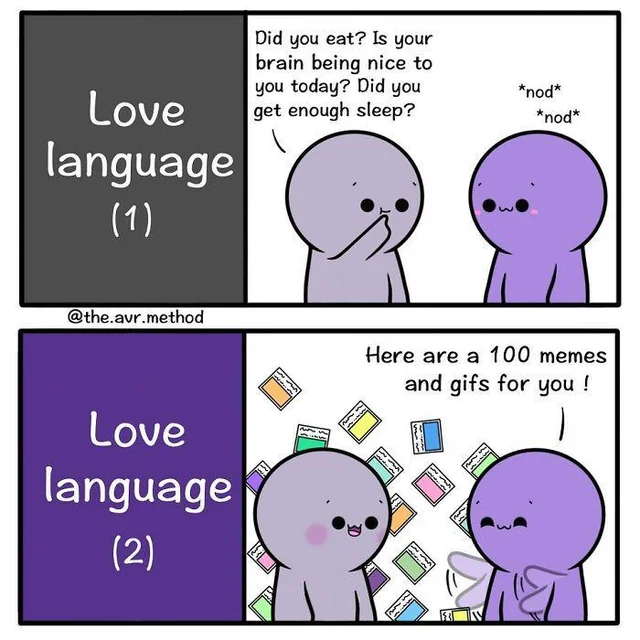 Love
language
(1)
Did you eat? Is your
brain being nice to
you today? Did you
get enough sleep?
*nod*
*nod*
@the.avr.method
Love
language
(2)
Here are a 100 memes
and gifs for you !